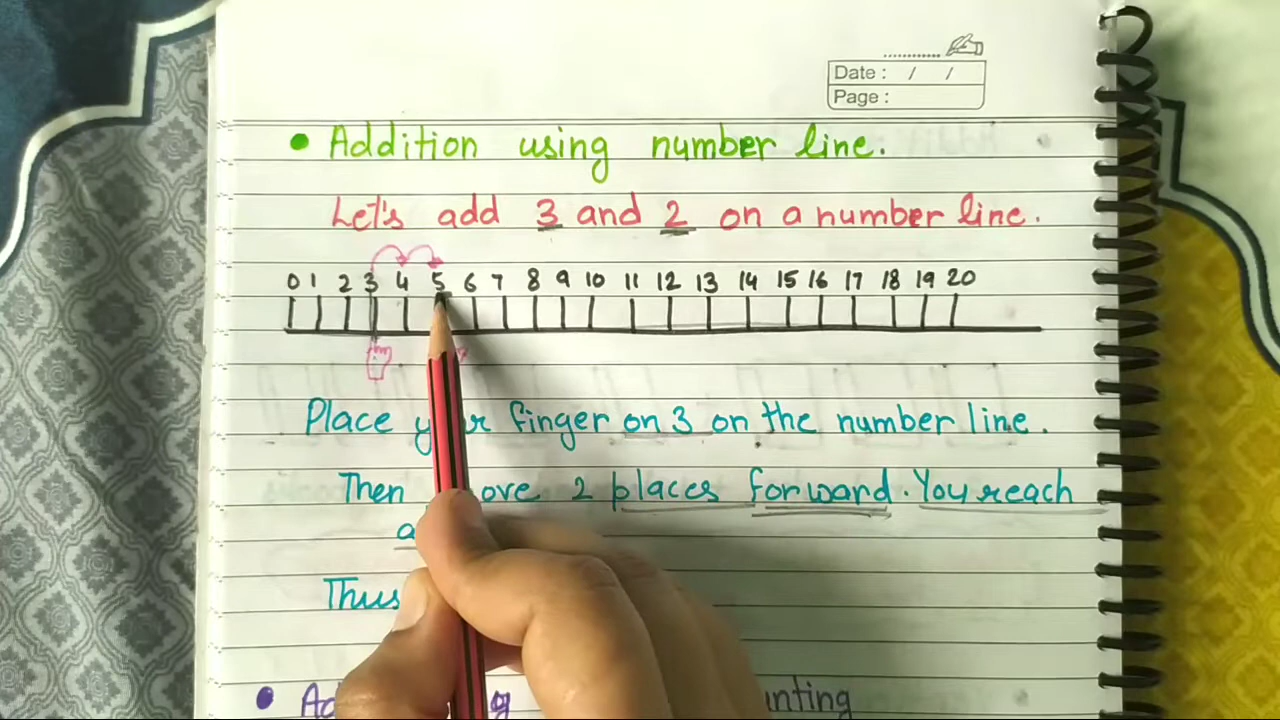 Date :   /   /
Page :
• Addition using number line.
Let's add 3 and 2 on a number line.
0 1 2 3 4 5 6 7 8 9 10 11 12 13 14 15 16 17 18 19 20
Place finger on 3 on the number line.
Then 2 places forward. You reach
Thus